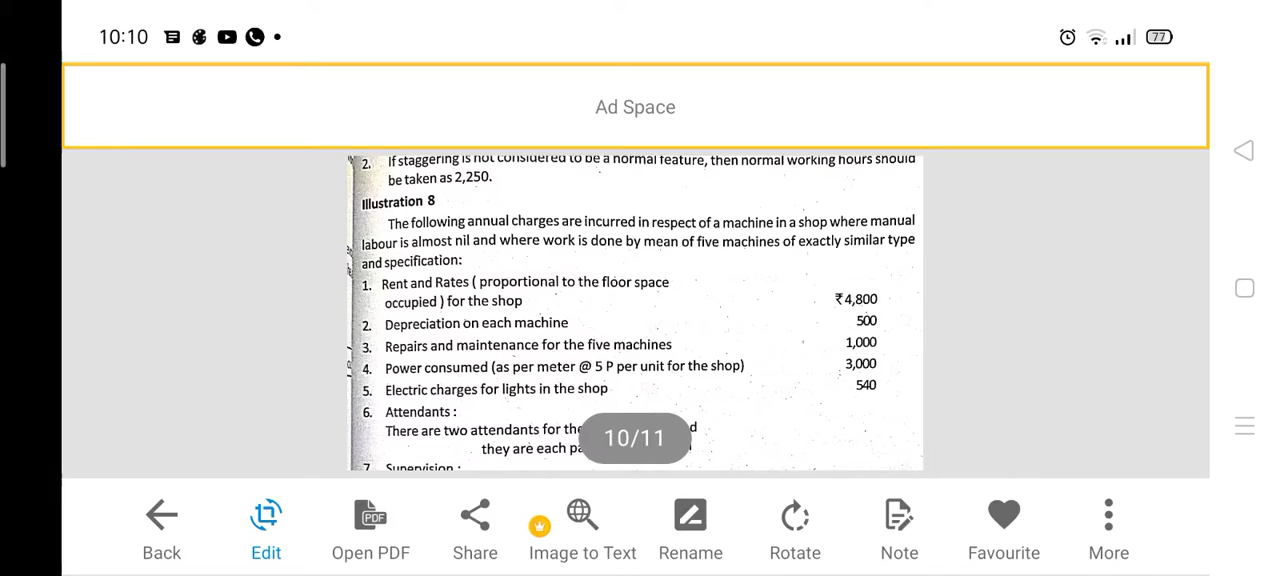 10:10
77
Ad Space
2. If staggering is not considered to be a normal feature, then normal working hours should
be taken as 2,250.
Illustration 8
The following annual charges are incurred in respect of a machine in a shop where manual
labour is almost nil and where work is done by mean of five machines of exactly similar type
and specification:
1. Rent and Rates ( proportional to the floor space
occupied ) for the shop ₹ 4,800
2. Depreciation on each machine 500
3. Repairs and maintenance for the five machines 1,000
4. Power consumed (as per meter @ 5 P per unit for the shop) 3,000
5. Electric charges for lights in the shop 540
6. Attendants :
There are two attendants for the
they are each
10/11
7. Supervision :
Back Edit Open PDF Share Image to Text Rename Rotate Note Favourite More
PDF